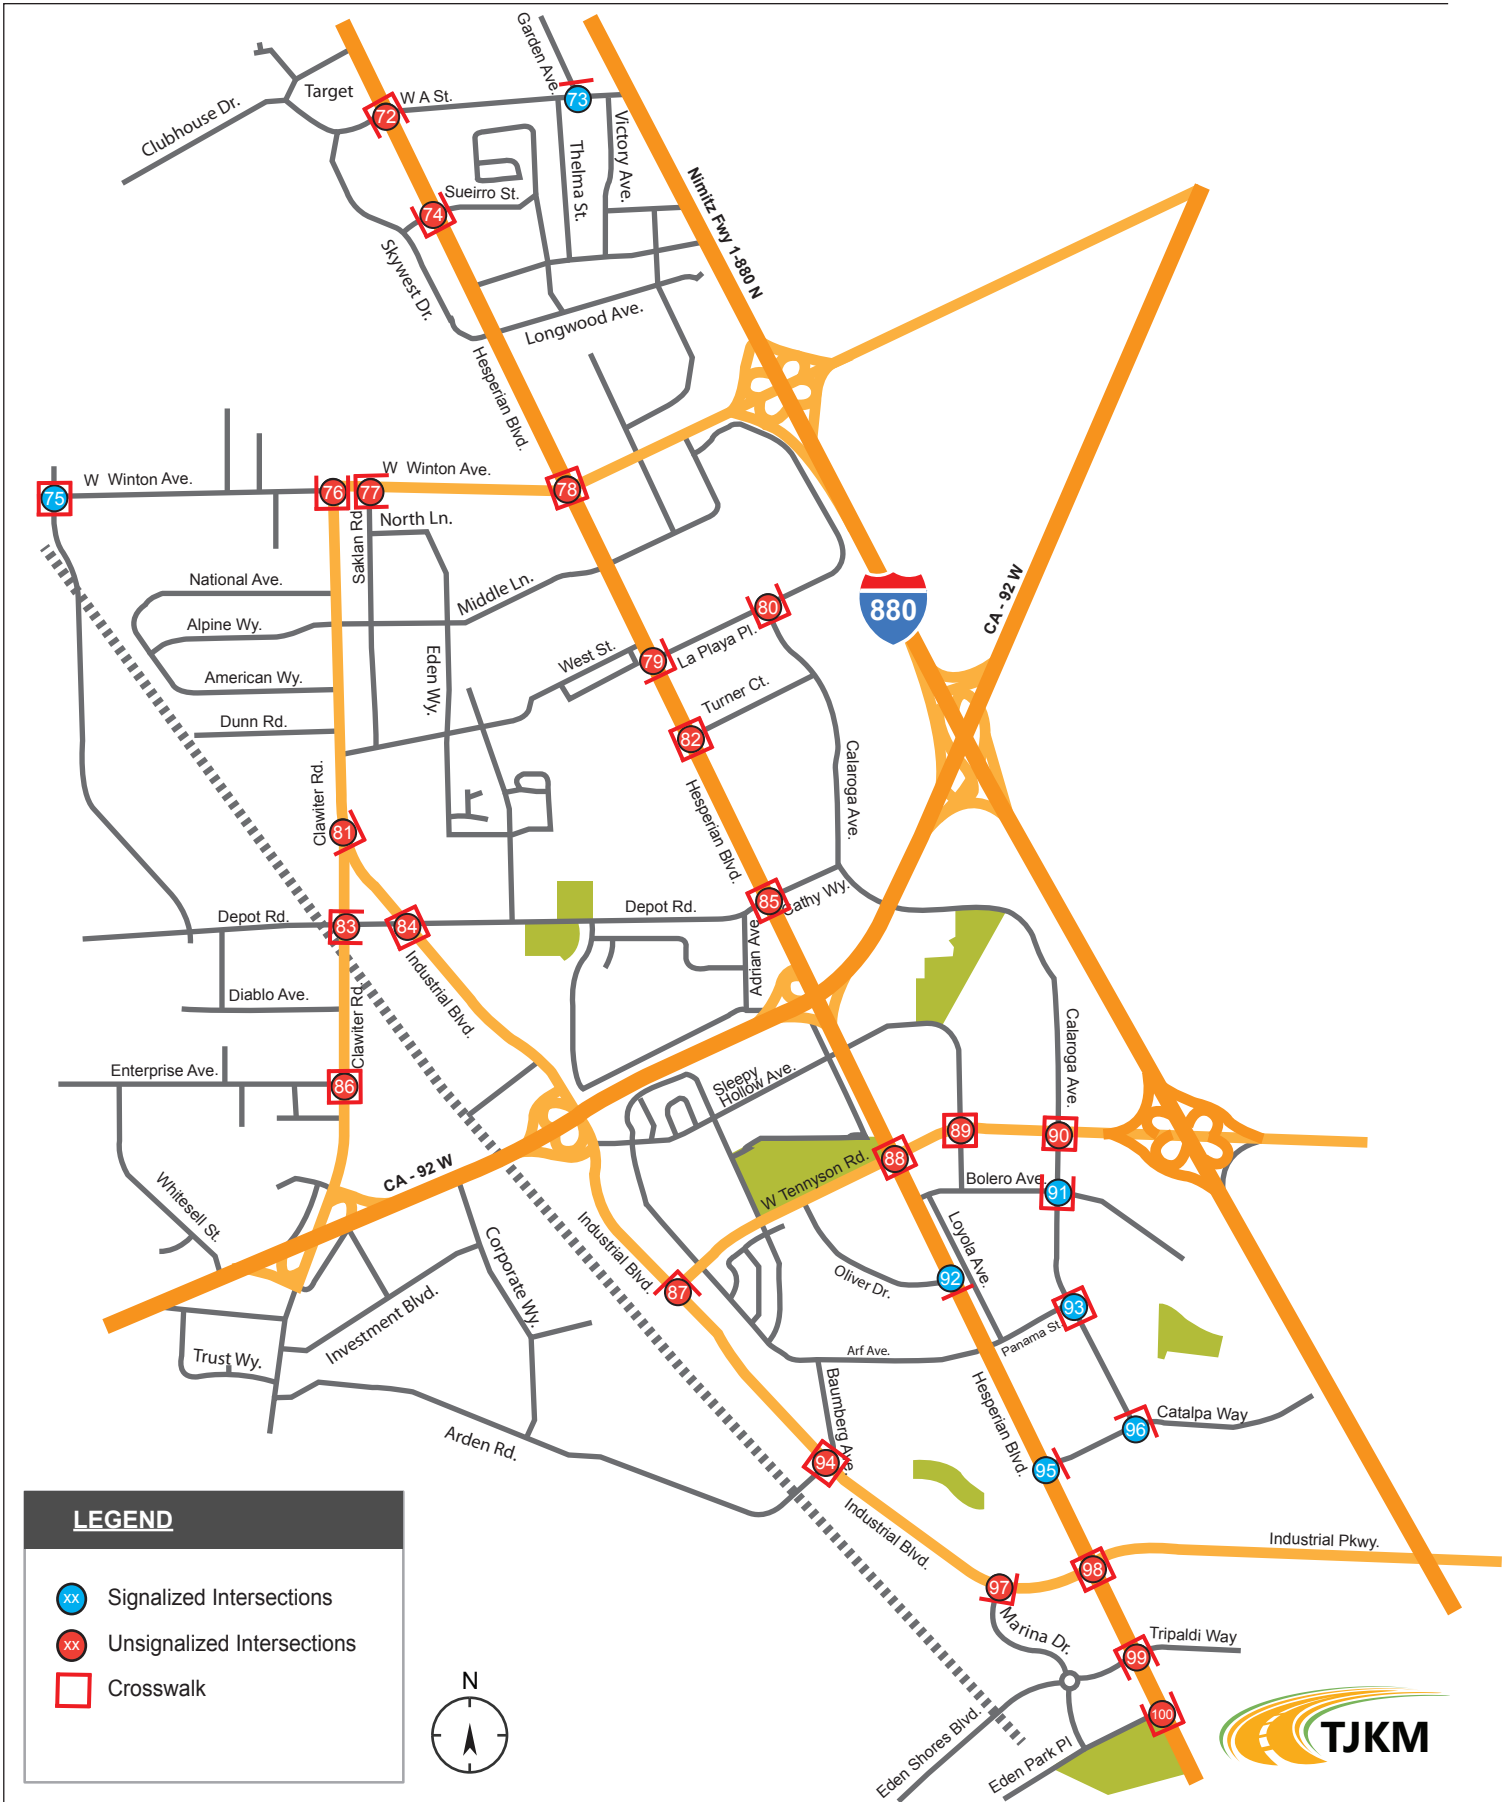 Garden Ave.
Clubhouse Dr.
Target
W A St.
72
73
Victory Ave.
Thelma St.
Sueirro St.
74
Nimitz Fwy 1-880 N
Skywest Dr.
Longwood Ave.
Hesperian Blvd.
W Winton Ave.
W Winton Ave.
75
76
77
78
North Ln.
Saklan Rd
National Ave.
Middle Ln.
Alpine Wy.
880
CA - 92 W
80
79
La Playa Pl.
West St.
American Wy.
Eden Wy.
Turner Ct.
Dunn Rd.
82
Clawiter Rd.
81
Hesperian Blvd.
Calaroga Ave.
85
Cathy Wy.
Depot Rd.
83
84
Depot Rd.
Adrian Ave.
Industrial Blvd.
Diablo Ave.
Clawiter Rd.
Calaroga Ave.
Enterprise Ave.
86
Sleepy
Hollow Ave.
89
90
88
W Tennyson Rd.
CA - 92 W
Bolero Ave.
91
Whitesell St.
Corporate Wy.
Industrial Blvd.
Loyola Ave.
Oliver Dr.
92
87
93
Panama St.
Investment Blvd.
Trust Wy.
Arf Ave.
Baumberg Ave.
Hesperian Blvd.
Catalpa Way
96
Arden Rd.
94
95
Industrial Blvd.
Industrial Pkwy.
98
97
Marina Dr.
Tripaldi Way
99
100
Eden Shores Blvd.
Eden Park Pl
LEGEND
xx Signalized Intersections
xx Unsignalized Intersections
Crosswalk
N
TJKM